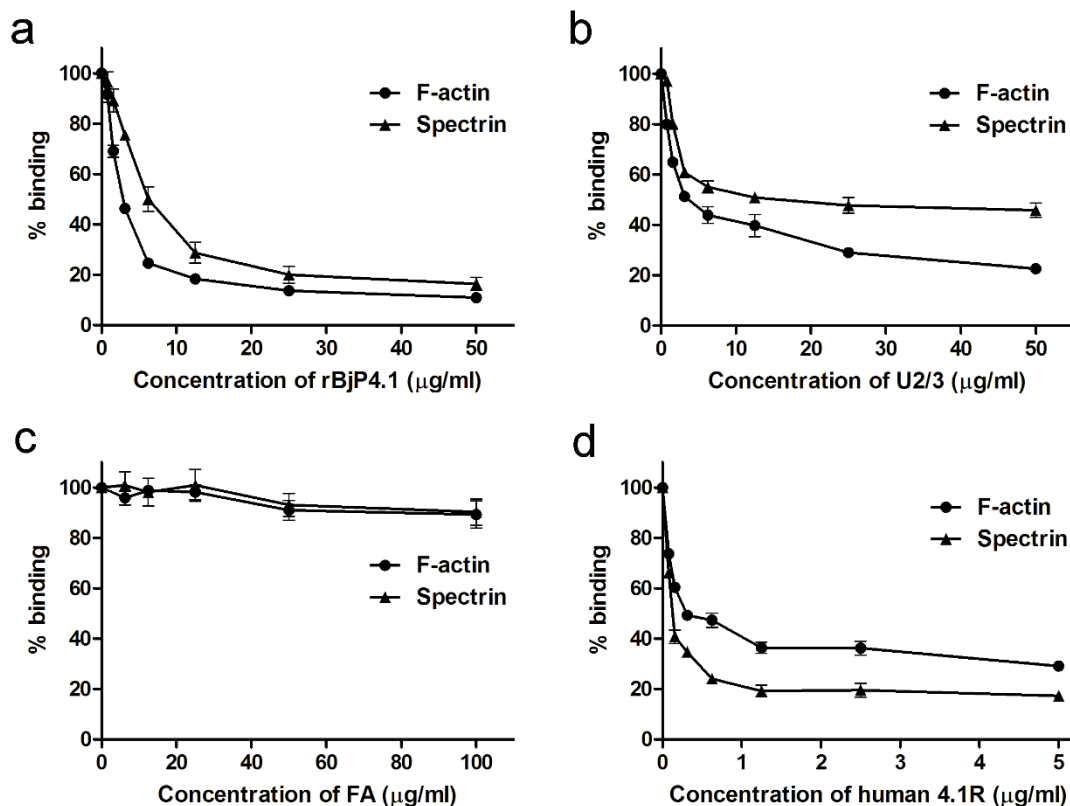 a
100
80
60
40
20
0
% binding
F-actin
Spectrin
0 10 20 30 40 50
Concentration of rBjP4.1 (μg/ml)
b
100
80
60
40
20
0
% binding
F-actin
Spectrin
0 10 20 30 40 50
Concentration of U2/3 (μg/ml)
c
100
80
60
40
20
0
% binding
F-actin
Spectrin
0 20 40 60 80 100
Concentration of FA (μg/ml)
d
100
80
60
40
20
0
% binding
F-actin
Spectrin
0 1 2 3 4 5
Concentration of human 4.1R (μg/ml)